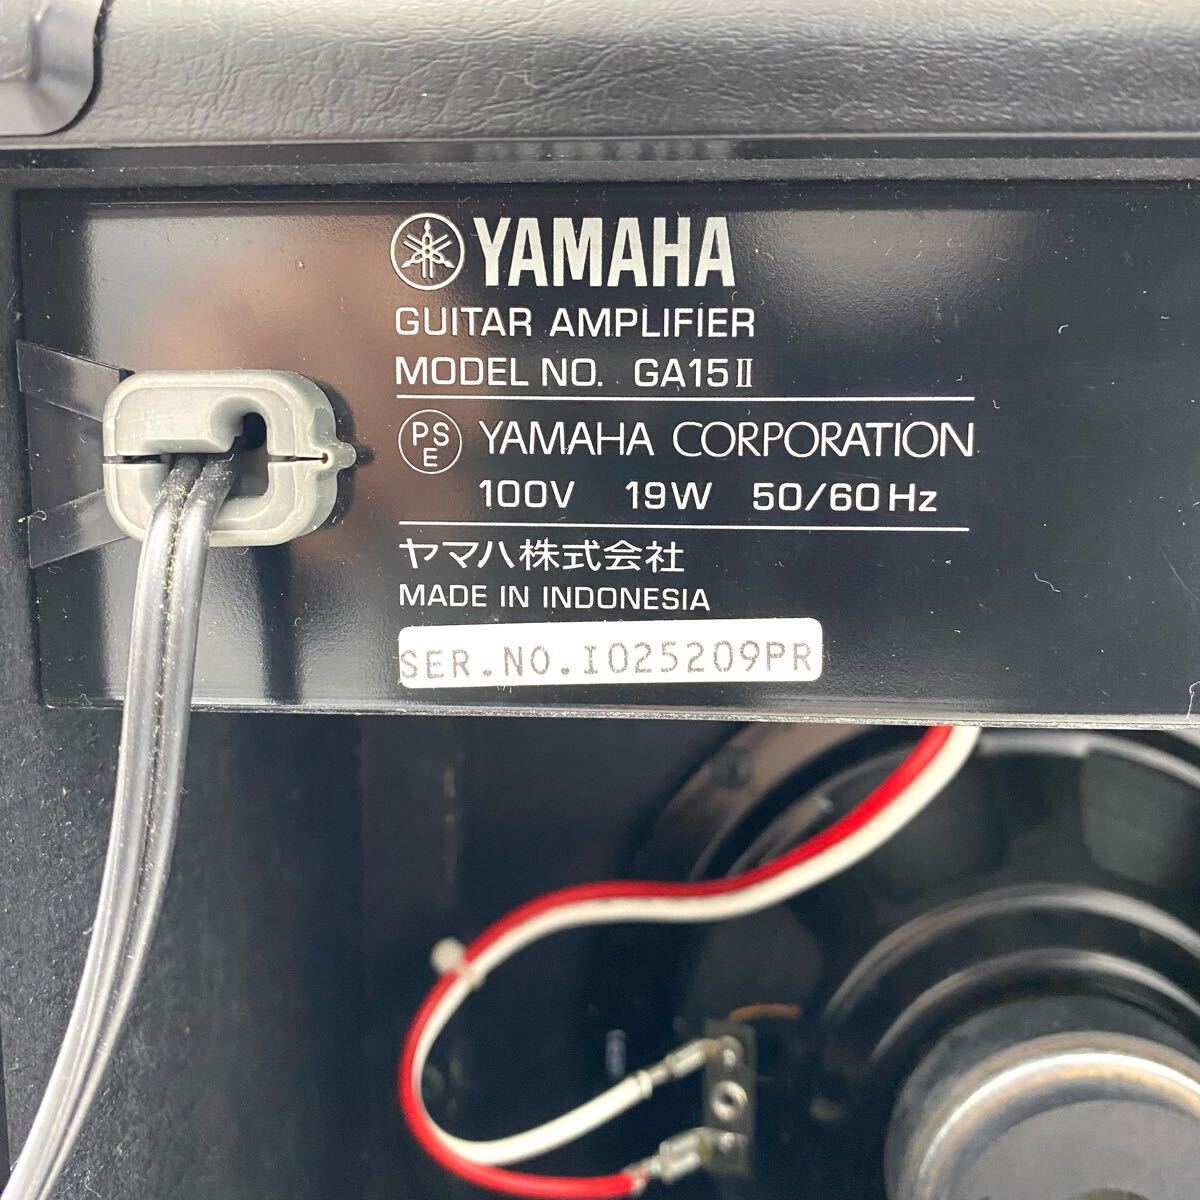 YAMAHA
GUITAR AMPLIFIER
MODEL NO. GA15Ⅱ
PSE YAMAHA CORPORATION
100V 19W 50/60Hz
ヤマハ株式会社
MADE IN INDONESIA
SER.NO.IO25209PR